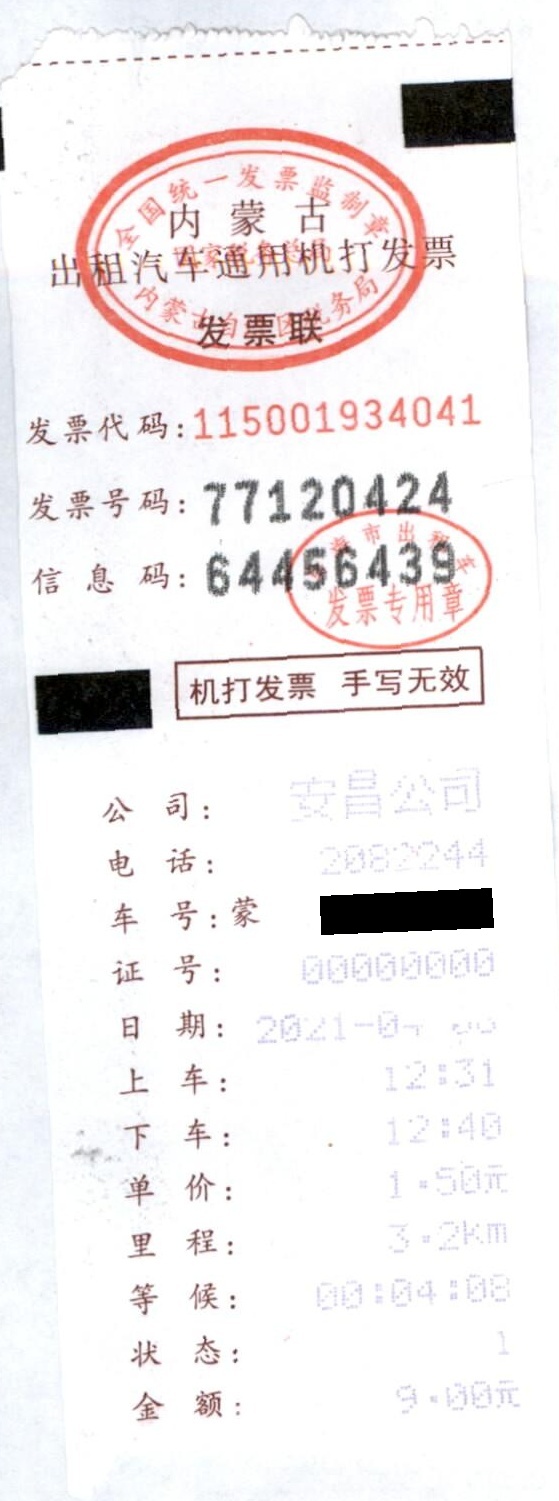 全国统一发票监制章
内蒙古
国家税务总局
出租汽车通用机打发票
内蒙古自治区税务局
发票联
发票代码:115001934041
发票号码:77120424
市出租车
信息码:64456439
发票专用章
机打发票 手写无效
公司: 安昌公司
电话: 2082244
车号:蒙
证号: 00000000
日期: 2021-0
上车: 12:31
下车: 12:40
单价: 1.50元
里程: 3.2km
等候: 00:04:08
状态: 1
金额: 9.00元